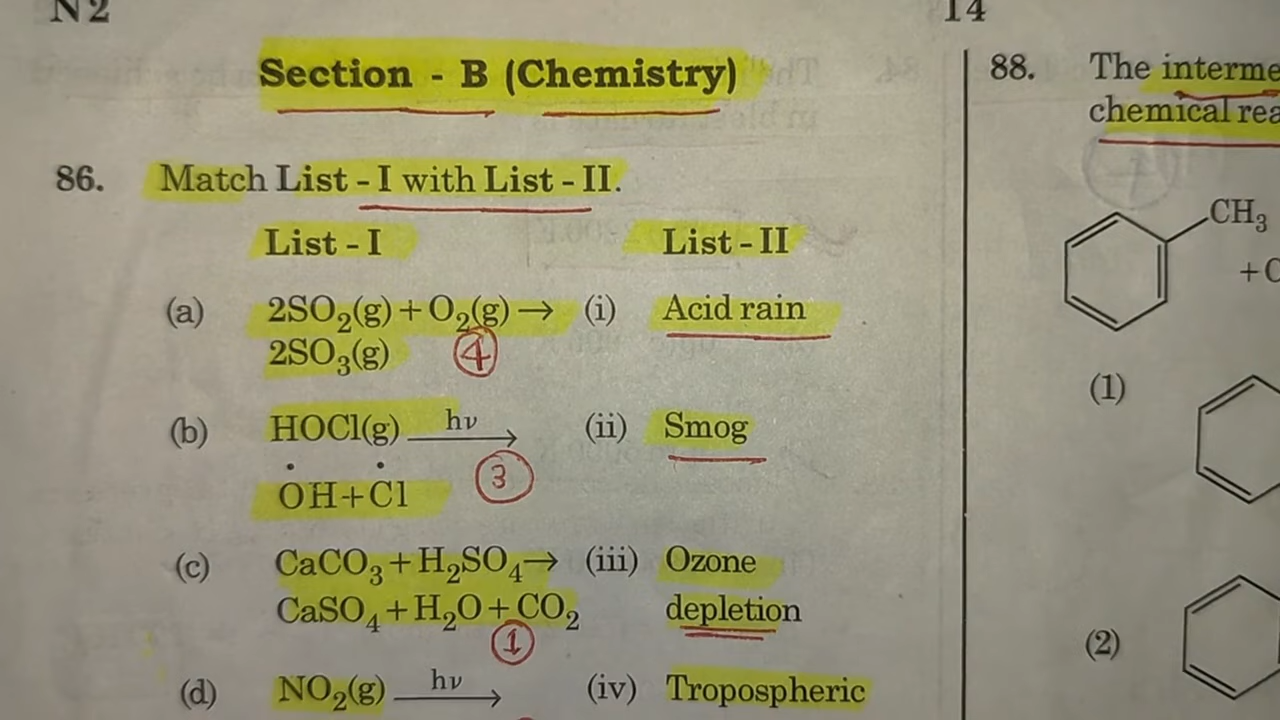 N2
14
Section - B (Chemistry)
86. Match List - I with List - II.
List - I List - II
(a) 2SO₂(g) + O₂(g) → (i) Acid rain
2SO₃(g) ④
(b) HOCl(g) —hν→ (ii) Smog
ȮH + Ċl ③
(c) CaCO₃ + H₂SO₄ → (iii) Ozone
CaSO₄ + H₂O + CO₂ depletion
①
(d) NO₂(g) —hν→ (iv) Tropospheric
88. The interme
chemical rea
CH₃
+C
(1)
(2)